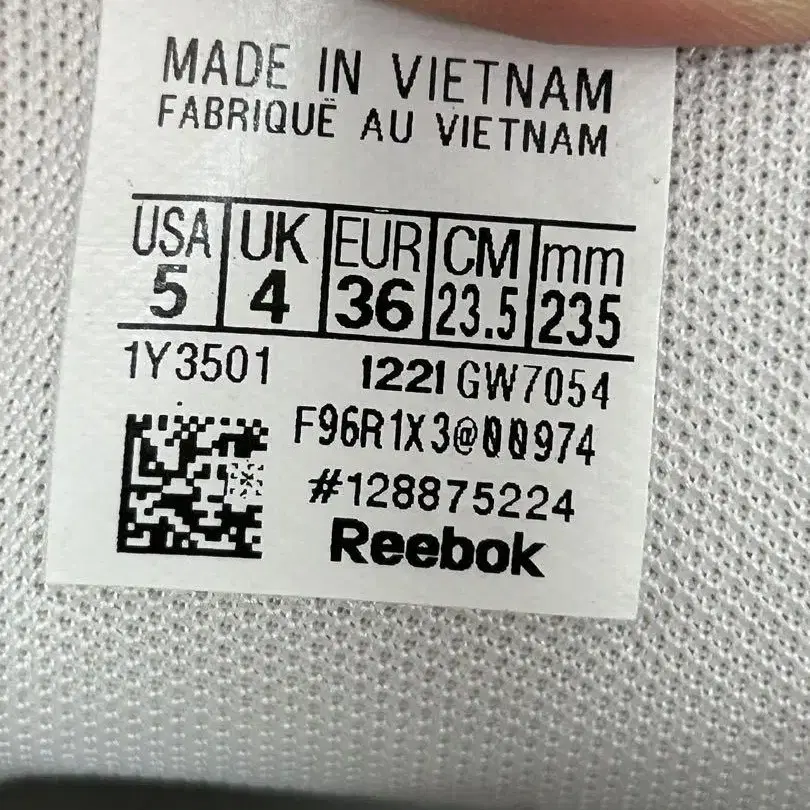 MADE IN VIETNAM
FABRIQUÉ AU VIETNAM
USA UK EUR CM mm
5 4 36 23.5 235
1Y3501 1221 GW7054
F96R1X3@00974
#128875224
Reebok